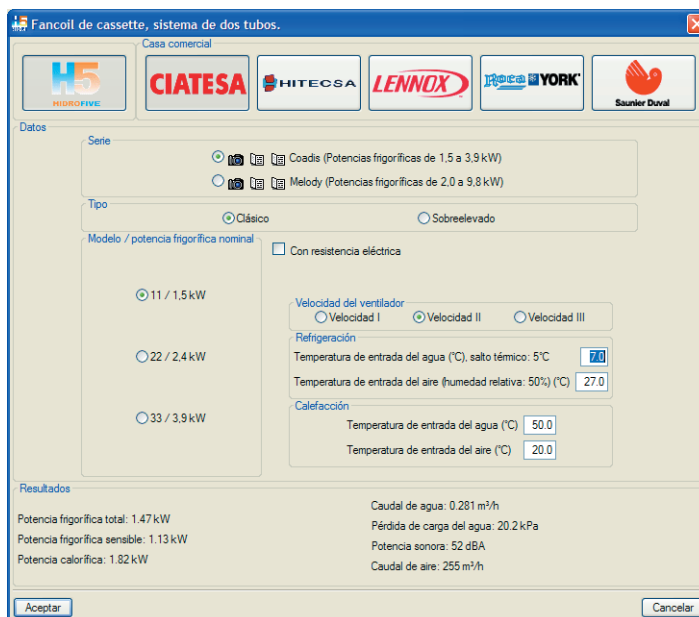 Fancoil de cassette, sistema de dos tubos.
Casa comercial
H5
HIDROFIVE
CIATESA
HITECSA
LENNOX
Roca YORK
Saunier Duval
Datos
Serie
Coadis (Potencias frigoríficas de 1,5 a 3,9 kW)
Melody (Potencias frigoríficas de 2,0 a 9,8 kW)
Tipo
Clásico
Sobreelevado
Modelo / potencia frigorífica nominal
11 / 1,5 kW
22 / 2,4 kW
33 / 3,9 kW
Con resistencia eléctrica
Velocidad del ventilador
Velocidad I
Velocidad II
Velocidad III
Refrigeración
Temperatura de entrada del agua (°C), salto térmico: 5°C 7.0
Temperatura de entrada del aire (humedad relativa: 50%) (°C) 27.0
Calefacción
Temperatura de entrada del agua (°C) 50.0
Temperatura de entrada del aire (°C) 20.0
Resultados
Potencia frigorífica total: 1.47 kW
Potencia frigorífica sensible: 1.13 kW
Potencia calorífica: 1.82 kW
Caudal de agua: 0.281 m³/h
Pérdida de carga del agua: 20.2 kPa
Potencia sonora: 52 dBA
Caudal de aire: 255 m³/h
Aceptar
Cancelar